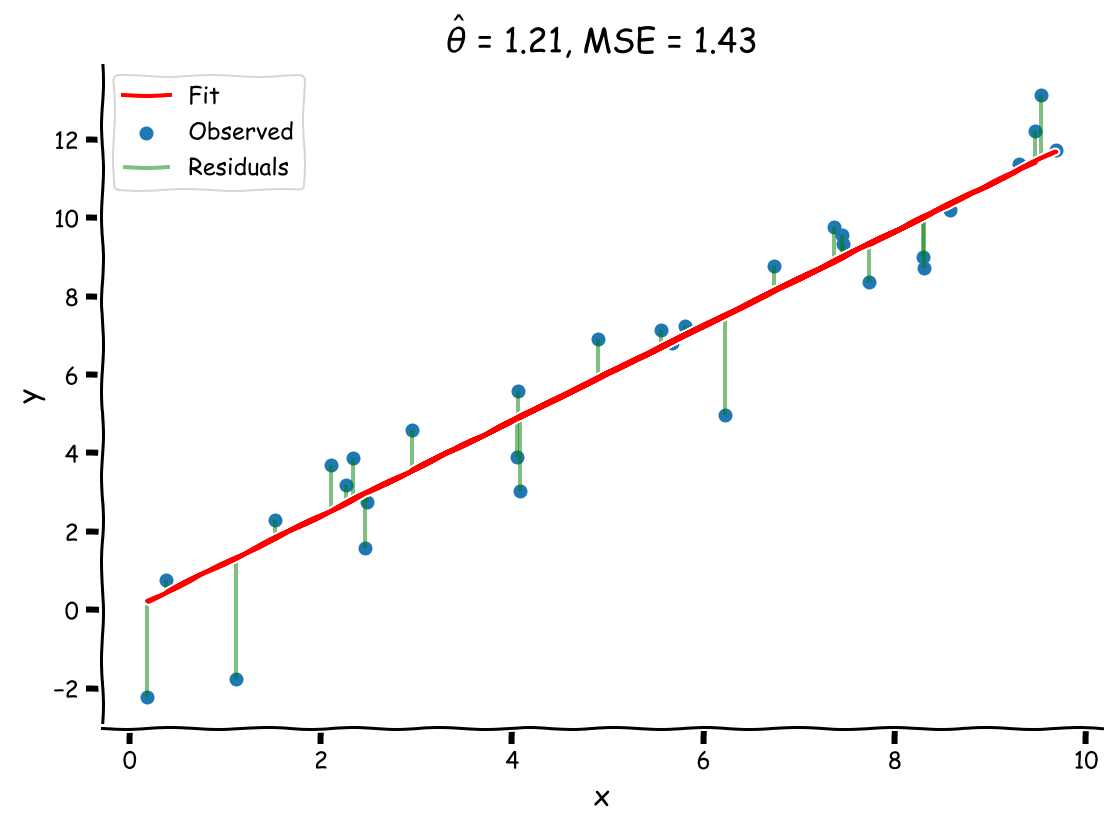 θ̂ = 1.21, MSE = 1.43
Fit
Observed
Residuals
12
10
8
6
4
2
0
−2
y
0 2 4 6 8 10
x